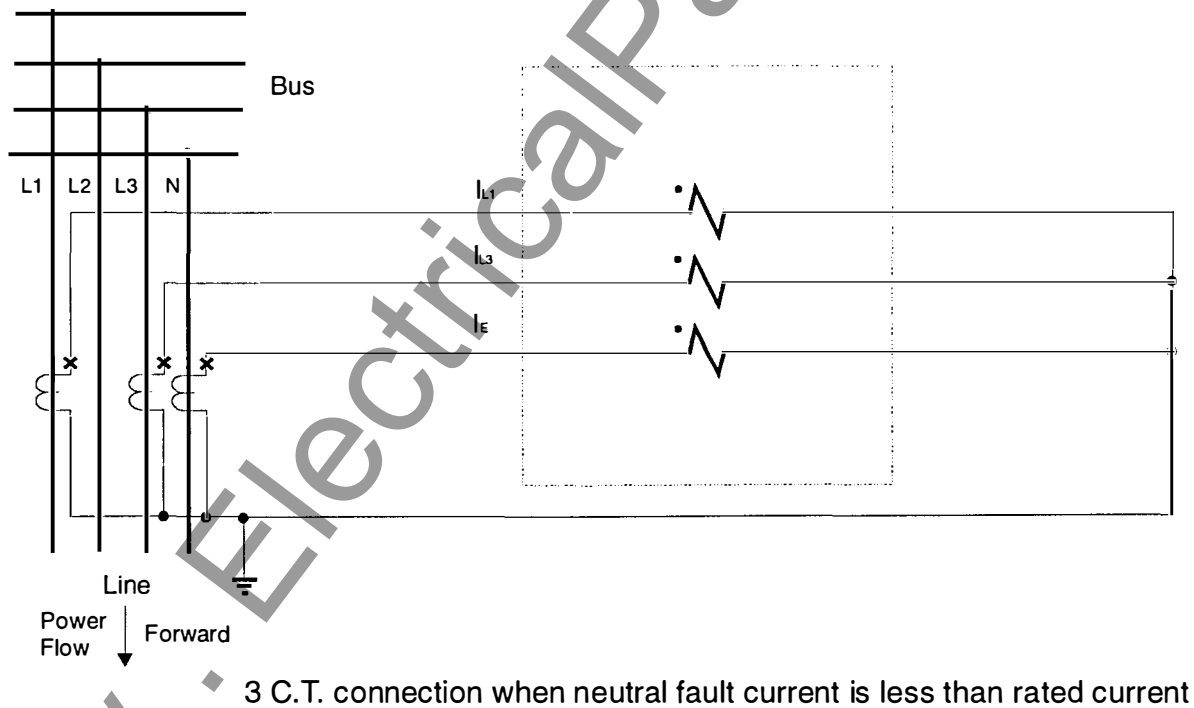 Bus
L1 L2 L3 N
IL1
IL3
IE
Line
Power Flow
Forward
3 C.T. connection when neutral fault current is less than rated current
. ElectricalPa